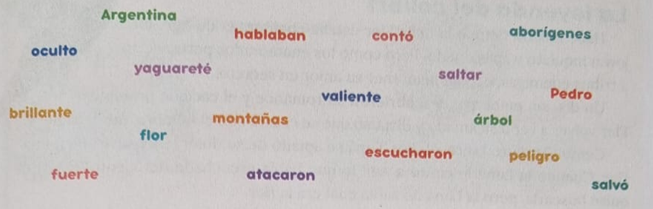 Argentina
hablaban contó aborígenes
oculto
yaguareté saltar
valiente Pedro
brillante montañas árbol
flor
escucharon peligro
fuerte atacaron
salvó